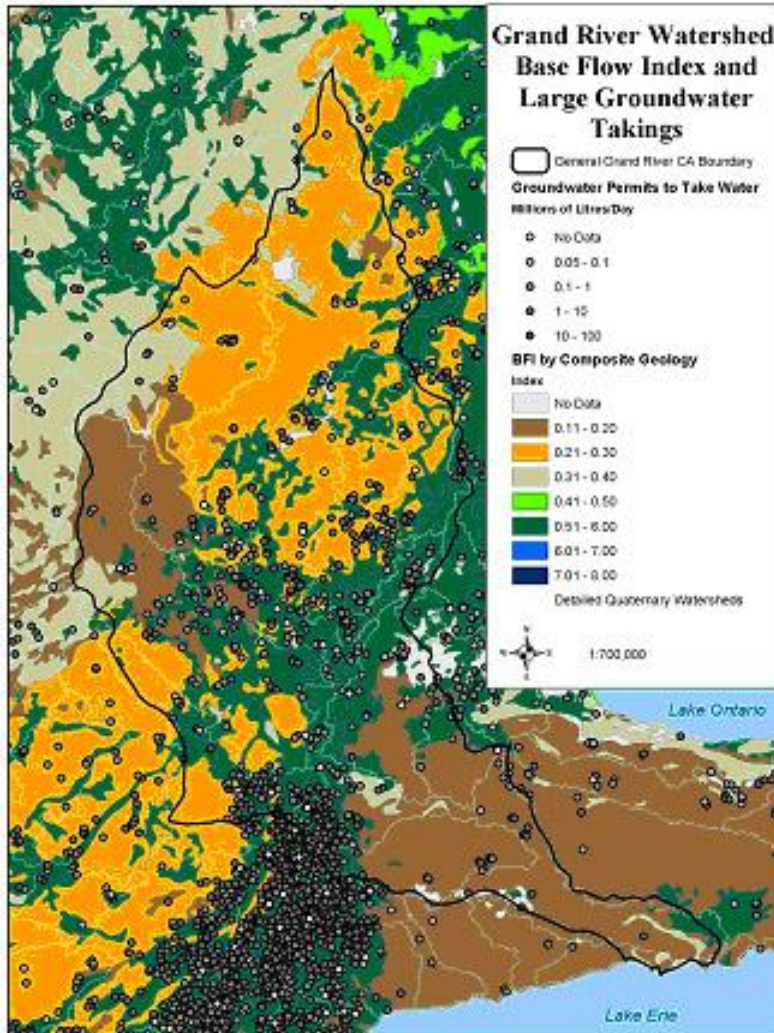 Grand River Watershed
Base Flow Index and
Large Groundwater
Takings
General Grand River CA Boundary
Groundwater Permits to Take Water
Millions of Litres/Day
No Data
0.05 - 0.1
0.1 - 1
1 - 10
10 - 100
BFI by Composite Geology
Index
No Data
0.11 - 0.20
0.21 - 0.30
0.31 - 0.40
0.41 - 0.50
0.51 - 6.00
6.01 - 7.00
7.01 - 8.00
Detailed Quaternary Watersheds
1:700,000
Lake Ontario
Lake Erie